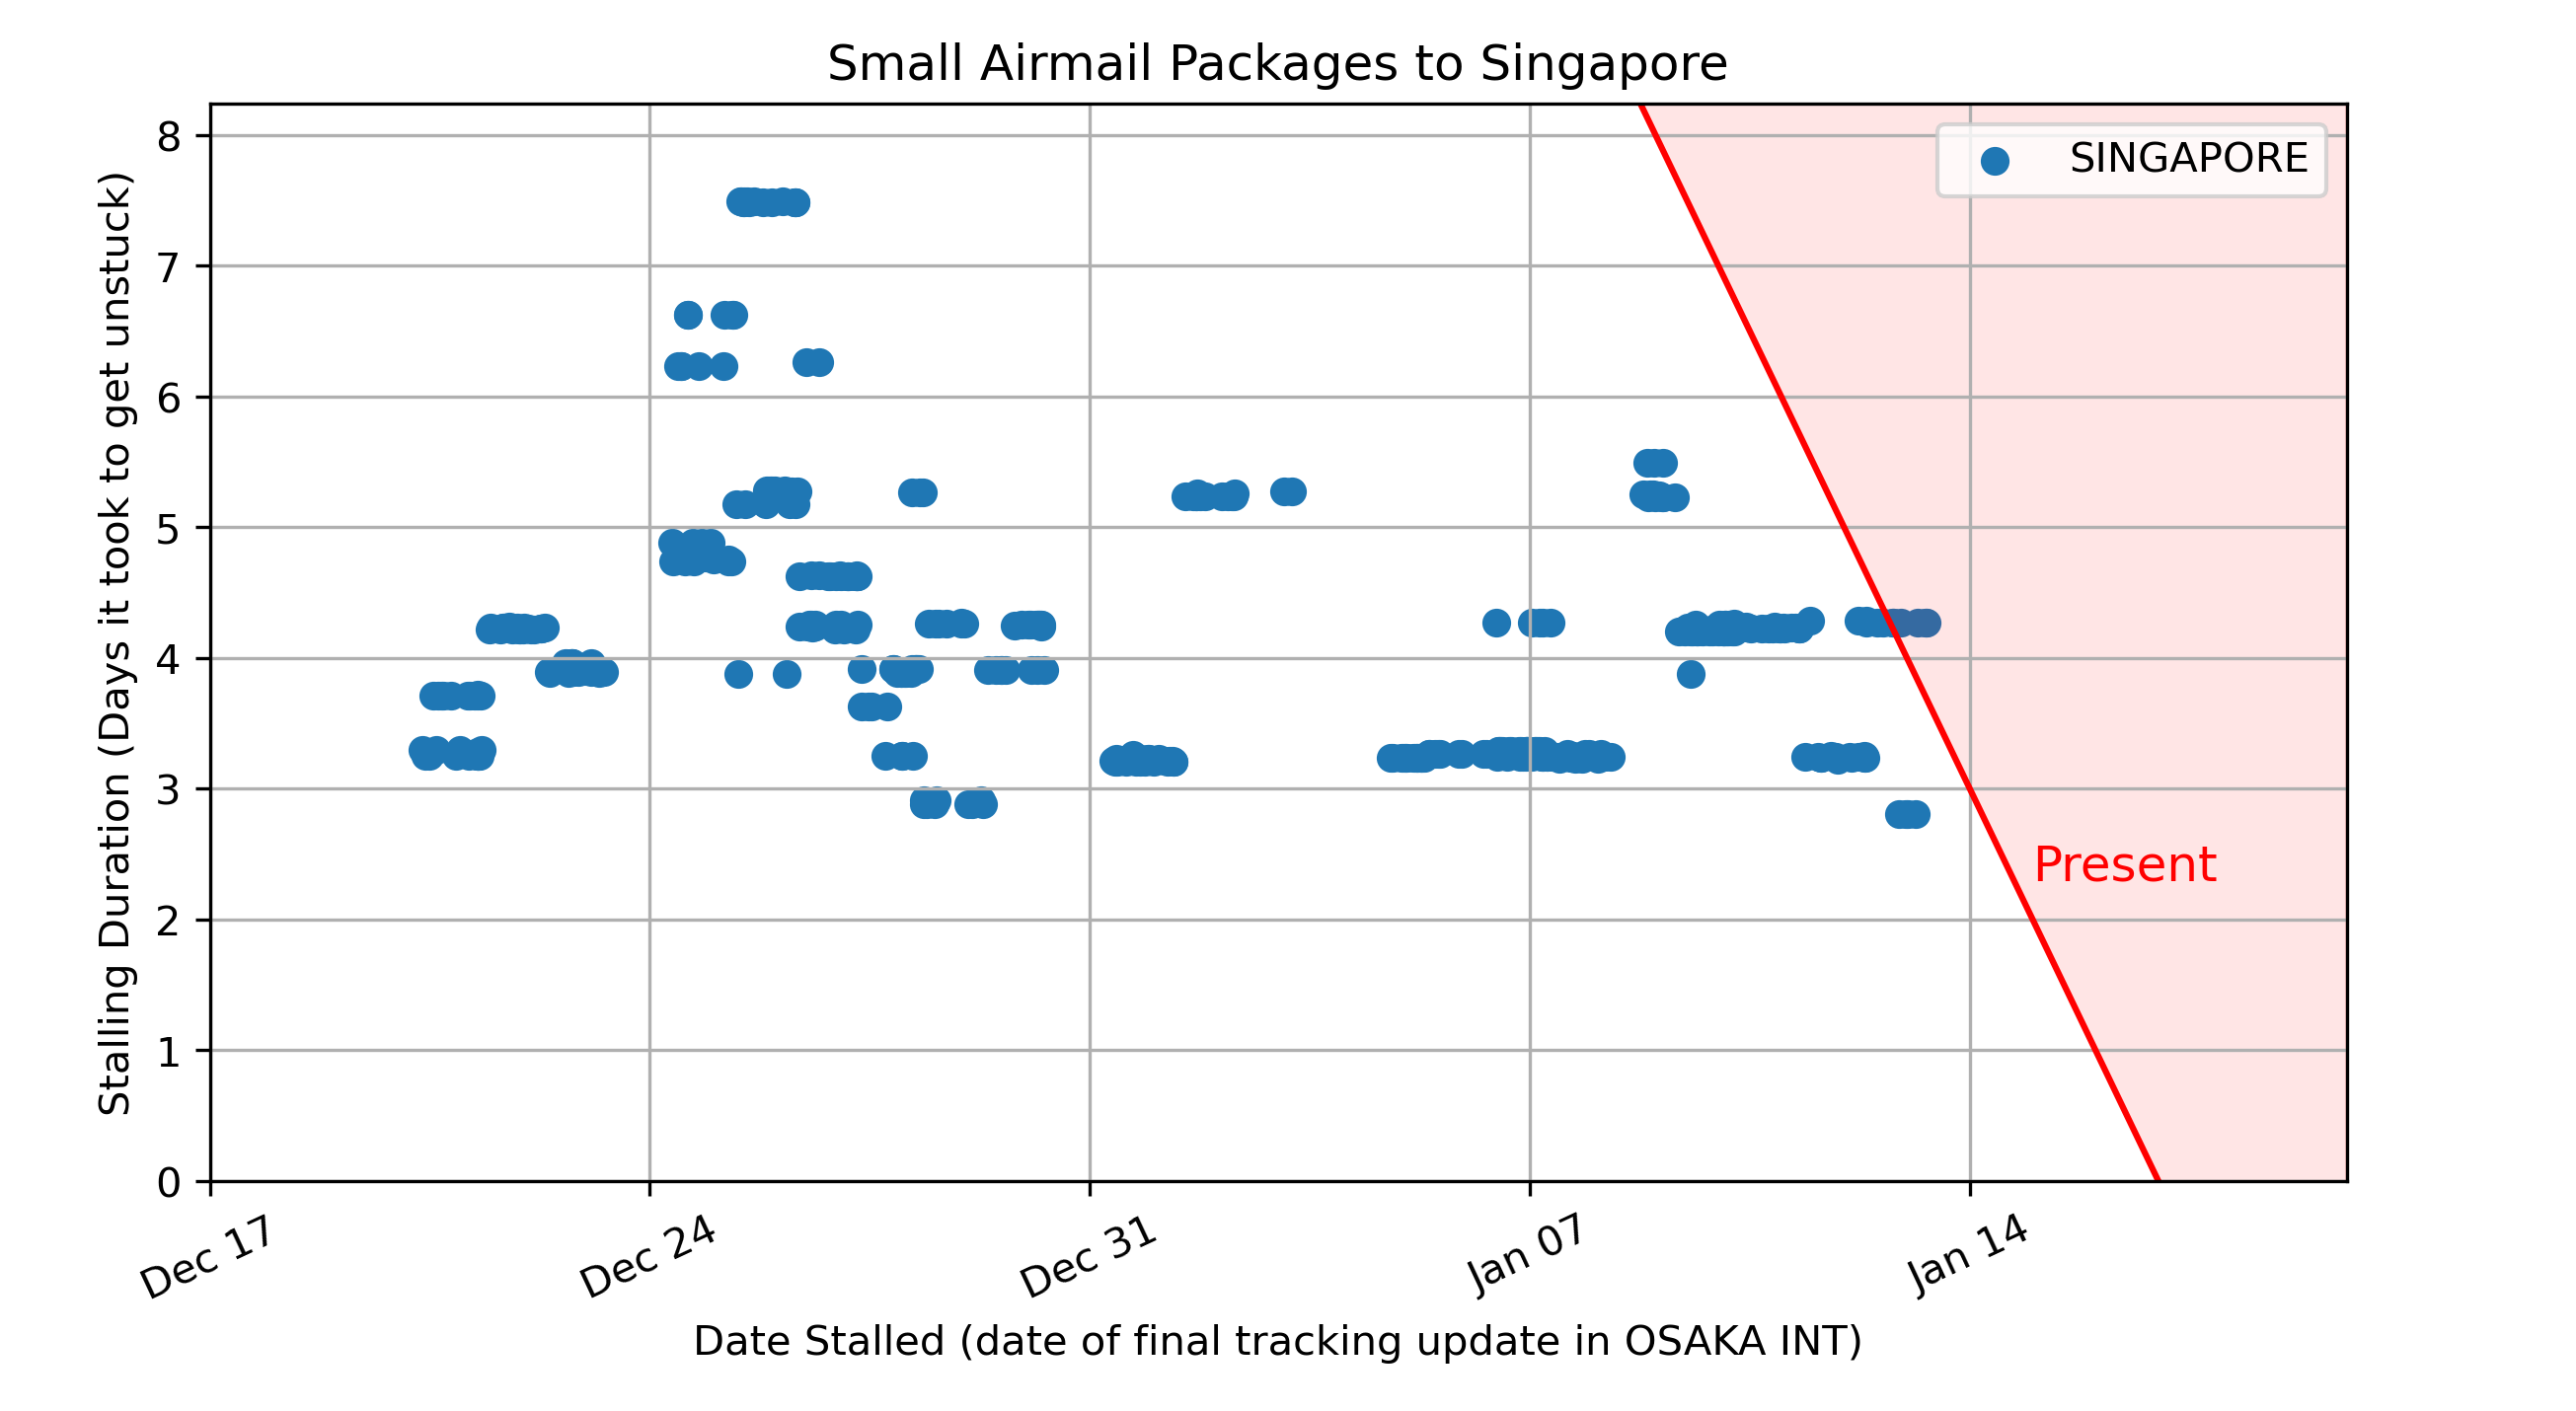 Small Airmail Packages to Singapore
SINGAPORE
Stalling Duration (Days it took to get unstuck)
8
7
6
5
4
3
2
1
0
Present
Dec 17
Dec 24
Dec 31
Jan 07
Jan 14
Date Stalled (date of final tracking update in OSAKA INT)